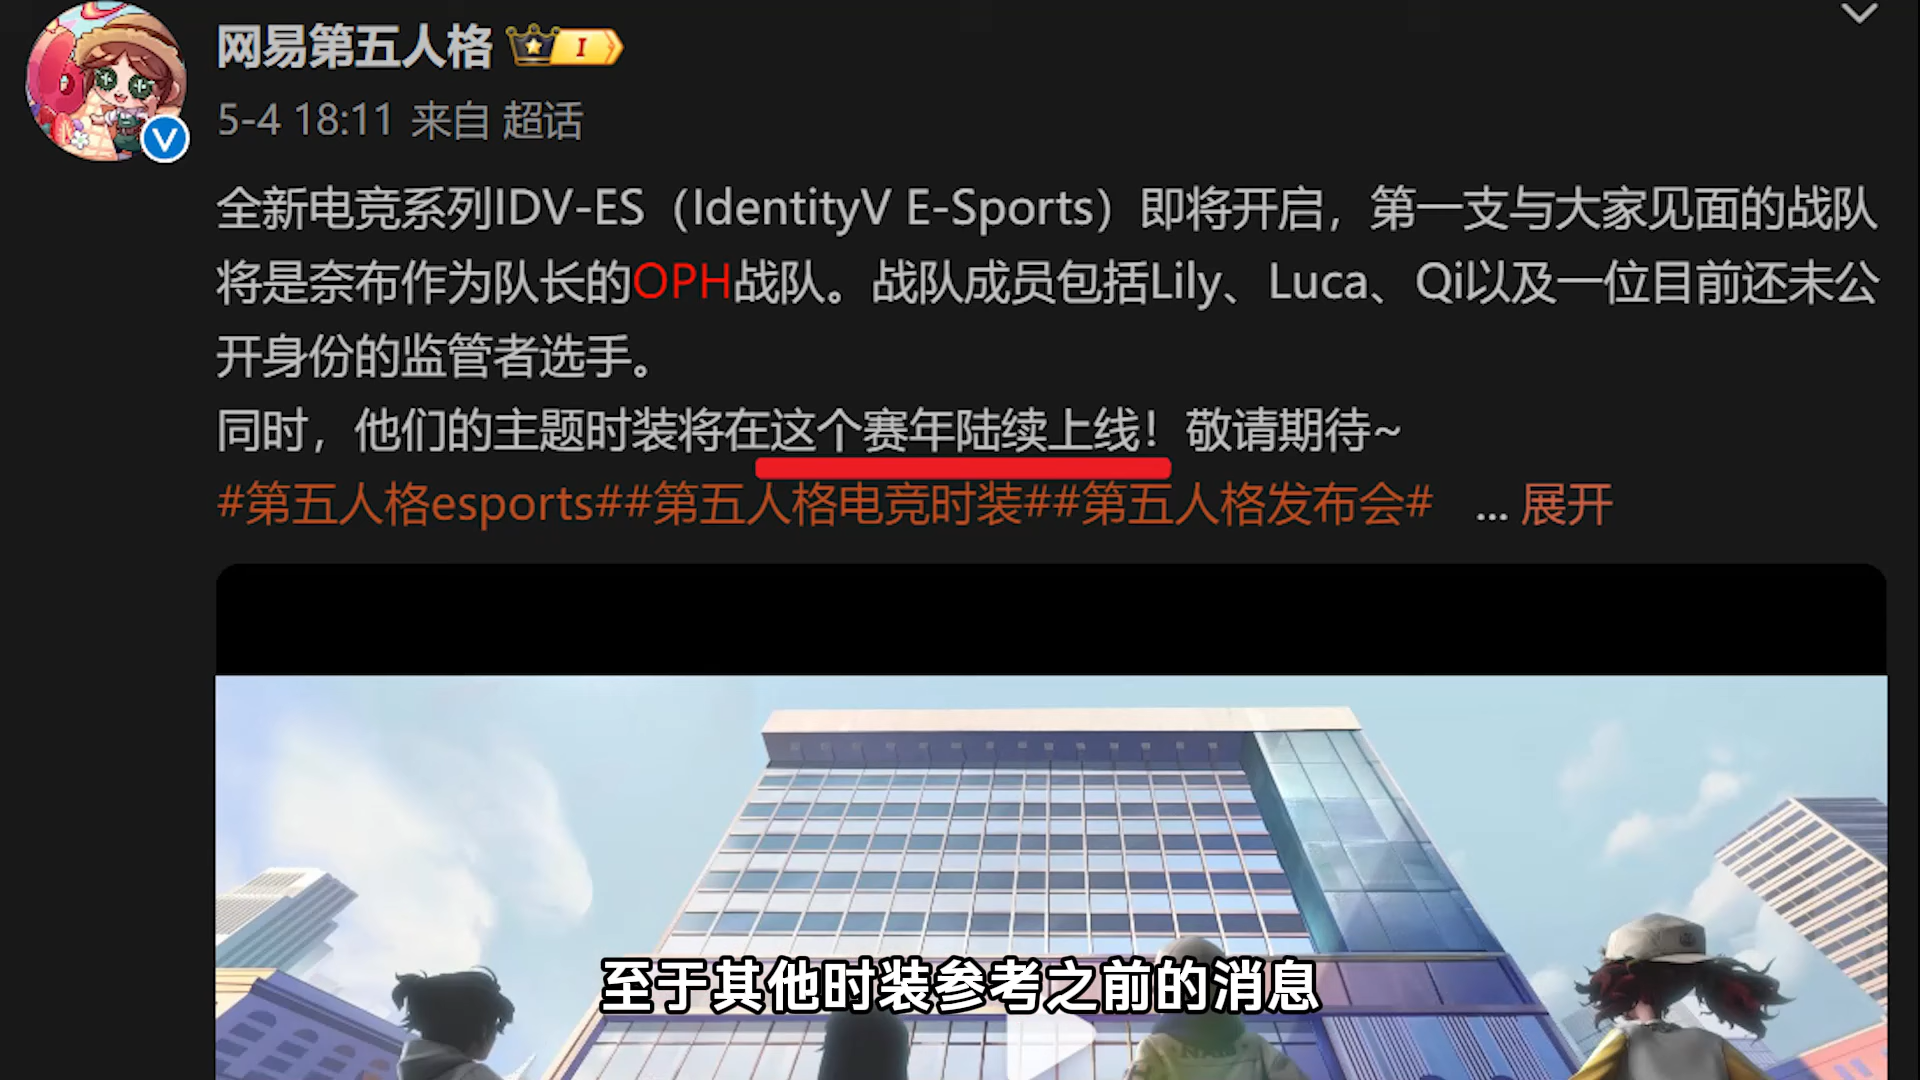 网易第五人格
I
V
5-4 18:11 来自 超话
全新电竞系列IDV-ES（IdentityV E-Sports）即将开启，第一支与大家见面的战队
将是奈布作为队长的OPH战队。战队成员包括Lily、Luca、Qi以及一位目前还未公
开身份的监管者选手。
同时，他们的主题时装将在这个赛年陆续上线！敬请期待~
#第五人格esports##第五人格电竞时装##第五人格发布会# ... 展开
至于其他时装参考之前的消息